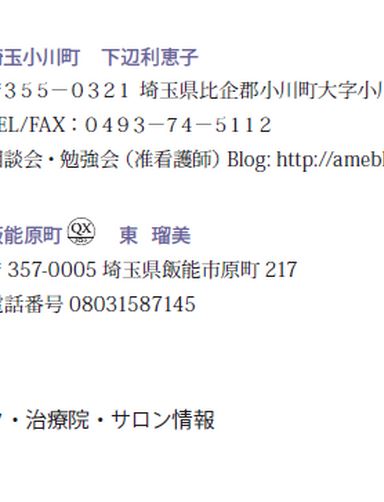 埼玉小川町　下辺利恵子
〒３５５－０３２１ 埼玉県比企郡小川町大字小川
TEL/FAX：０４９３－７４－５１１２
相談会・勉強会（准看護師）Blog: http://amebl
飯能原町 QX　東 瑠美
〒 357-0005 埼玉県飯能市原町 217
電話番号 08031587145
・治療院・サロン情報